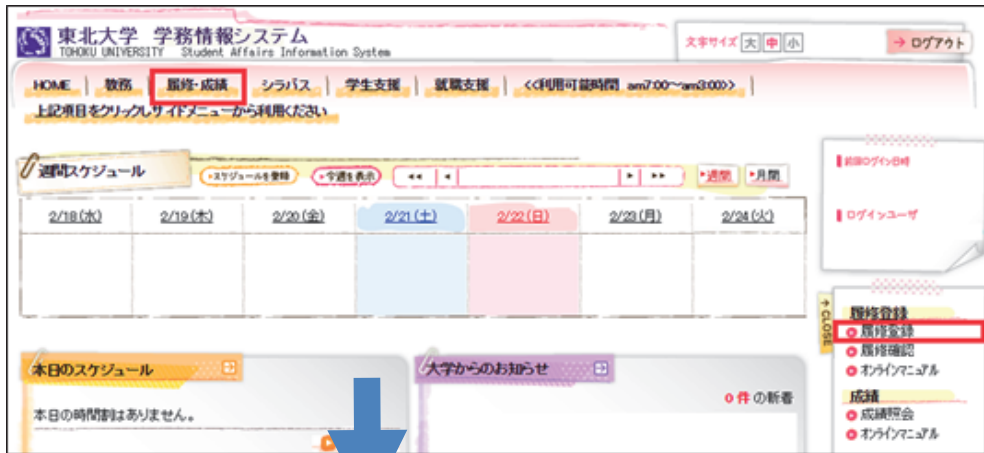 東北大学 学務情報システム
TOHOKU UNIVERSITY Student Affairs Information System
文字サイズ 大 中 小
ログアウト
HOME 教務 履修・成績 シラバス 学生支援 就職支援 <<利用可能時間 am7:00～am3:00>>
上記項目をクリックしサイドメニューから利用ください
週間スケジュール
スケジュールを登録 今週を表示 週間 月間
2/18(水) 2/19(木) 2/20(金) 2/21(土) 2/22(日) 2/23(月) 2/24(火)
前回ログイン日時
ログインユーザ
CLOSE
履修登録
履修登録
履修確認
オンラインマニュアル
成績
成績照会
オンラインマニュアル
本日のスケジュール
本日の時間割はありません。
大学からのお知らせ
0 件 の新着